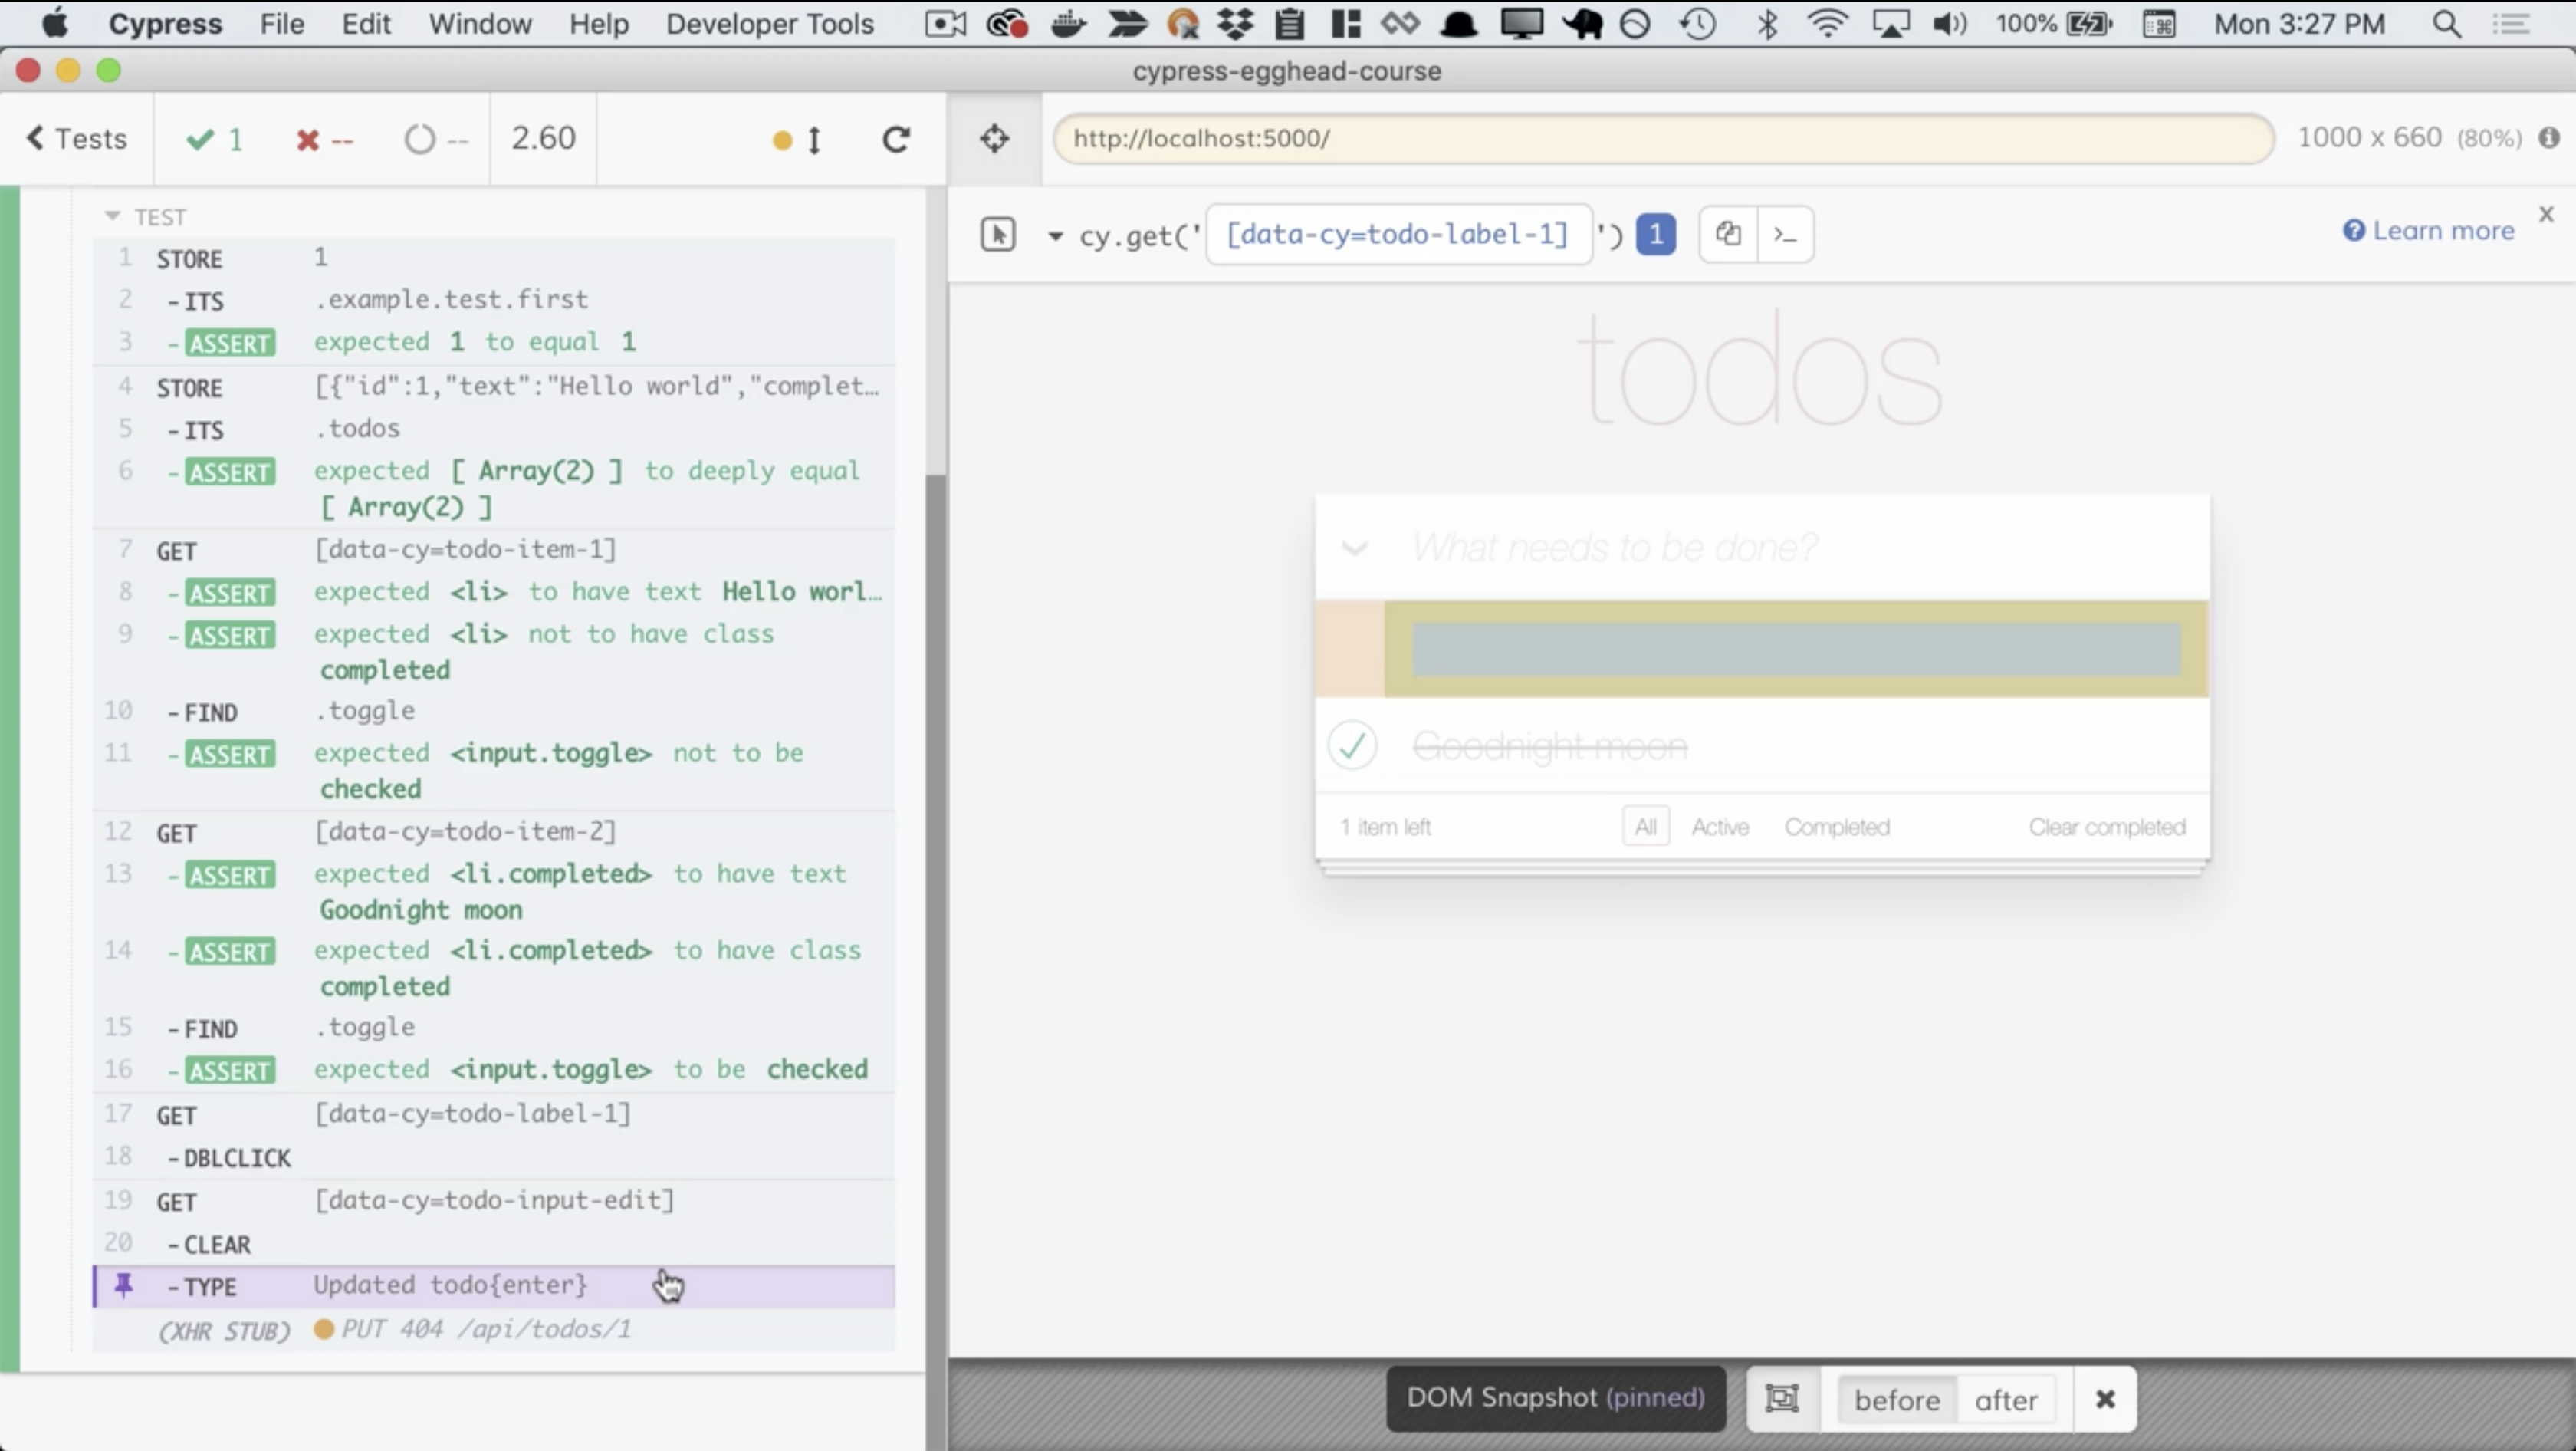 Cypress File Edit Window Help Developer Tools 100% Mon 3:27 PM
cypress-egghead-course
Tests 1 -- -- 2.60
http://localhost:5000/ 1000 x 660 (80%)
cy.get(' [data-cy=todo-label-1] ') 1 >_ Learn more x
TEST
1 STORE 1
2 -ITS .example.test.first
3 -ASSERT expected 1 to equal 1
4 STORE [{"id":1,"text":"Hello world","complet…
5 -ITS .todos
6 -ASSERT expected [ Array(2) ] to deeply equal
[ Array(2) ]
7 GET [data-cy=todo-item-1]
8 -ASSERT expected <li> to have text Hello worl…
9 -ASSERT expected <li> not to have class
completed
10 -FIND .toggle
11 -ASSERT expected <input.toggle> not to be
checked
12 GET [data-cy=todo-item-2]
13 -ASSERT expected <li.completed> to have text
Goodnight moon
14 -ASSERT expected <li.completed> to have class
completed
15 -FIND .toggle
16 -ASSERT expected <input.toggle> to be checked
17 GET [data-cy=todo-label-1]
18 -DBLCLICK
19 GET [data-cy=todo-input-edit]
20 -CLEAR
-TYPE Updated todo{enter}
(XHR STUB) PUT 404 /api/todos/1
todos
What needs to be done?
Goodnight moon
1 item left All Active Completed Clear completed
DOM Snapshot (pinned) before after